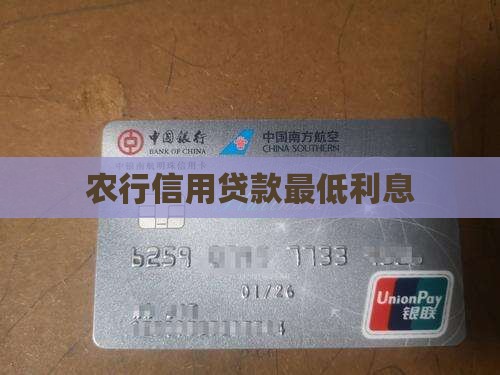 中国银行 中国南方航空
BANK OF CHINA CHINA SOUTHERN
农行信用贷款最低利息
6259 7733
01/26
UnionPay
银联